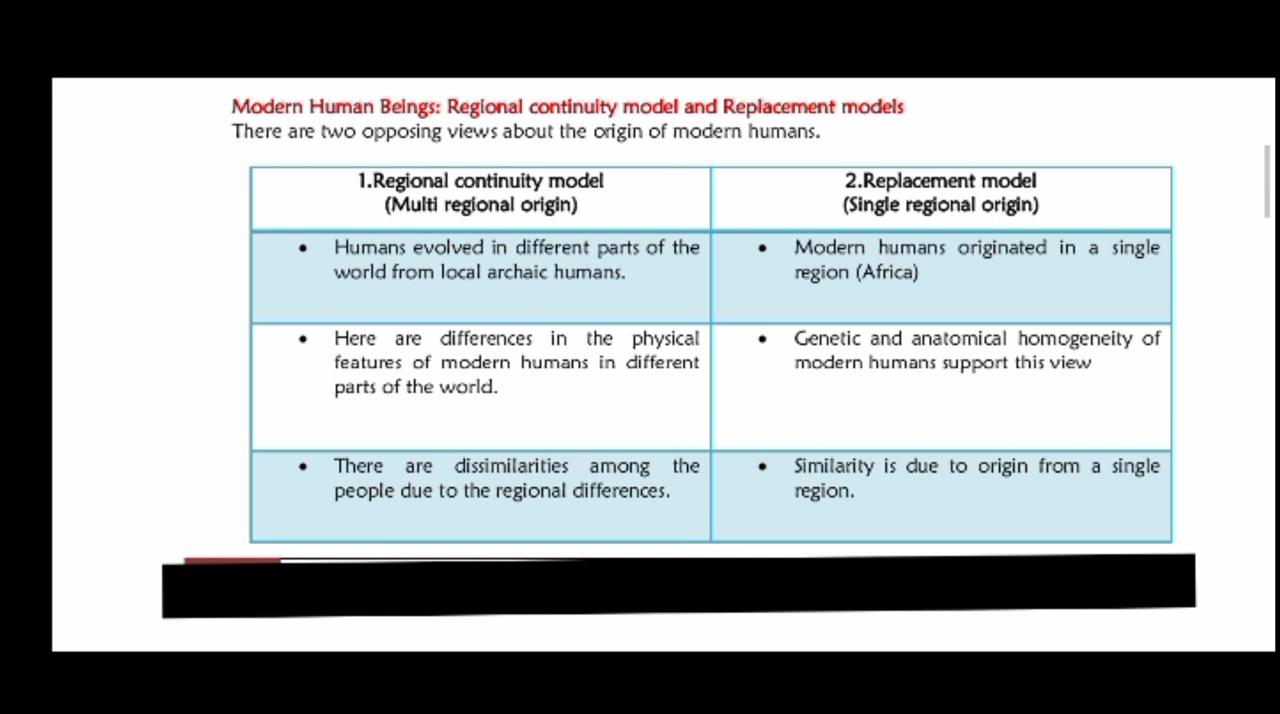 Modern Human Beings: Regional continuity model and Replacement models
There are two opposing views about the origin of modern humans.
1.Regional continuity model
(Multi regional origin)
2.Replacement model
(Single regional origin)
• Humans evolved in different parts of the
world from local archaic humans.
• Modern humans originated in a single
region (Africa)
• Here are differences in the physical
features of modern humans in different
parts of the world.
• Genetic and anatomical homogeneity of
modern humans support this view
• There are dissimilarities among the
people due to the regional differences.
• Similarity is due to origin from a single
region.